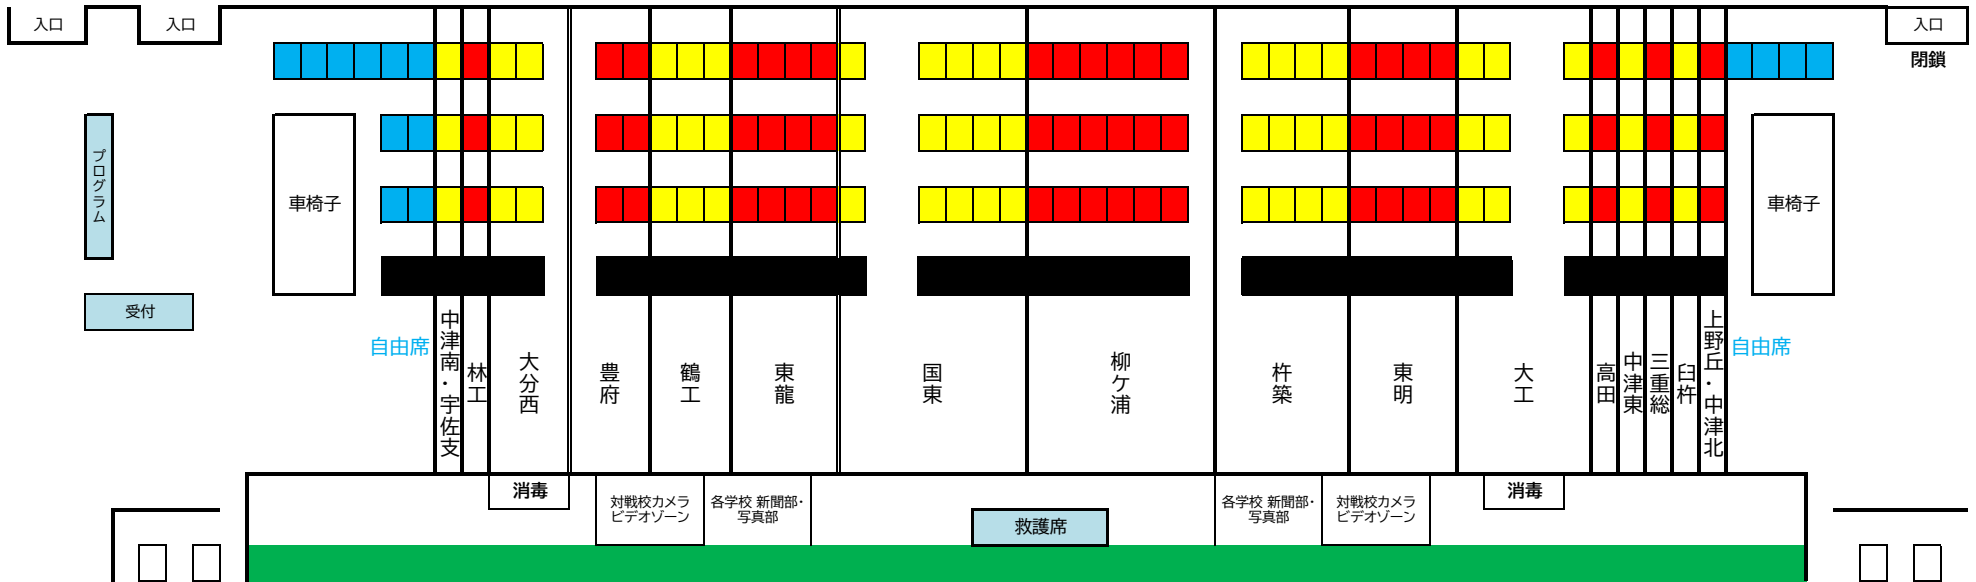 入口
入口
入口
閉鎖
プログラム
受付
車椅子
車椅子
自由席
中津南・宇佐支
林工
大分西
豊府
鶴工
東龍
国東
柳ケ浦
杵築
東明
大工
高田
中津東
三重総
臼杵
上野丘・中津北
自由席
消毒
対戦校カメラ
ビデオゾーン
各学校 新聞部・
写真部
救護席
各学校 新聞部・
写真部
対戦校カメラ
ビデオゾーン
消毒